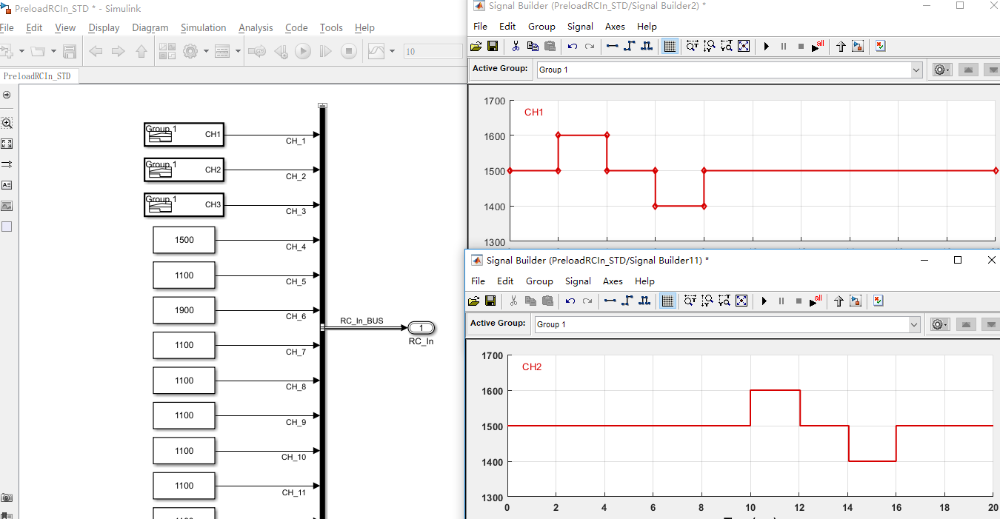 PreloadRCIn_STD * - Simulink
File Edit View Display Diagram Simulation Analysis Code Tools Help
10
PreloadRCIn_STD
Group 1 CH1
CH_1
Group 1 CH2
CH_2
Group 1 CH3
CH_3
1500
CH_4
1100
CH_5
1900
CH_6
RC_In_BUS
1
RC_In
1100
CH_7
1100
CH_8
1100
CH_9
1100
CH_10
1100
CH_11
Signal Builder (PreloadRCIn_STD/Signal Builder2) *
File Edit Group Signal Axes Help
all
Active Group: Group 1
1700
CH1
1600
1500
1400
1300
Signal Builder (PreloadRCIn_STD/Signal Builder11) *
File Edit Group Signal Axes Help
all
Active Group: Group 1
1700
CH2
1600
1500
1400
1300
0 2 4 6 8 10 12 14 16 18 20